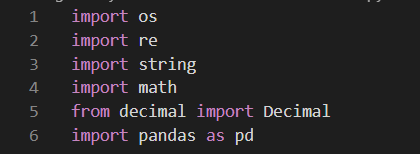 1 import os
2 import re
3 import string
4 import math
5 from decimal import Decimal
6 import pandas as pd